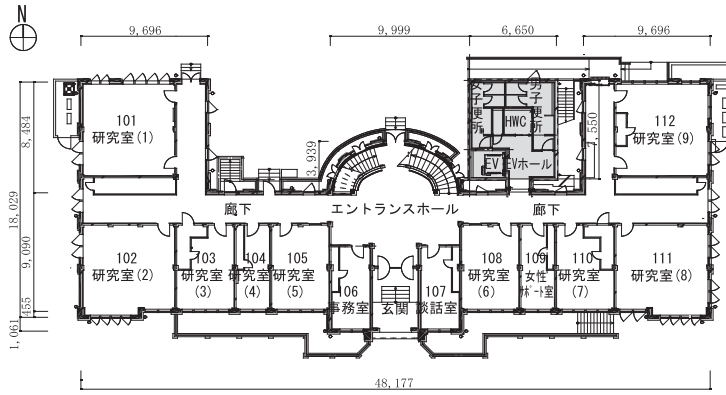 N
9,696
9,999
6,650
9,696
101
研究室(1)
女子便所
男子便所
HWC
EV
EVホール
7,550
112
研究室(9)
8,484
3,939
18,029
廊下
エントランスホール
廊下
9,090
102
研究室(2)
103
研究室
(3)
104
研究室
(4)
105
研究室
(5)
106
事務室
玄関
107
談話室
108
研究室
(6)
109
女性
ｻﾎﾟｰﾄ室
110
研究室
(7)
111
研究室(8)
455
1,061
48,177